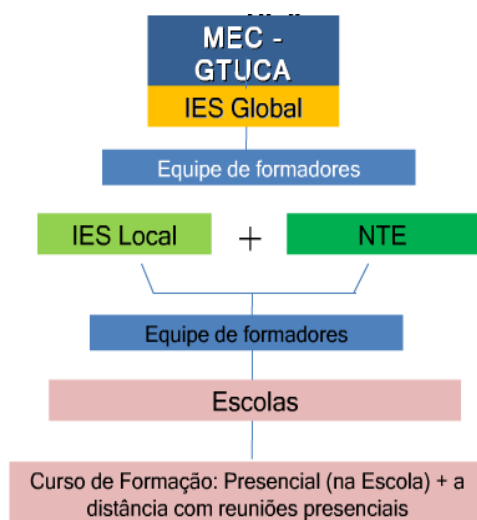 MEC -
GTUCA
IES Global
Equipe de formadores
IES Local + NTE
Equipe de formadores
Escolas
Curso de Formação: Presencial (na Escola) + a
distância com reuniões presenciais